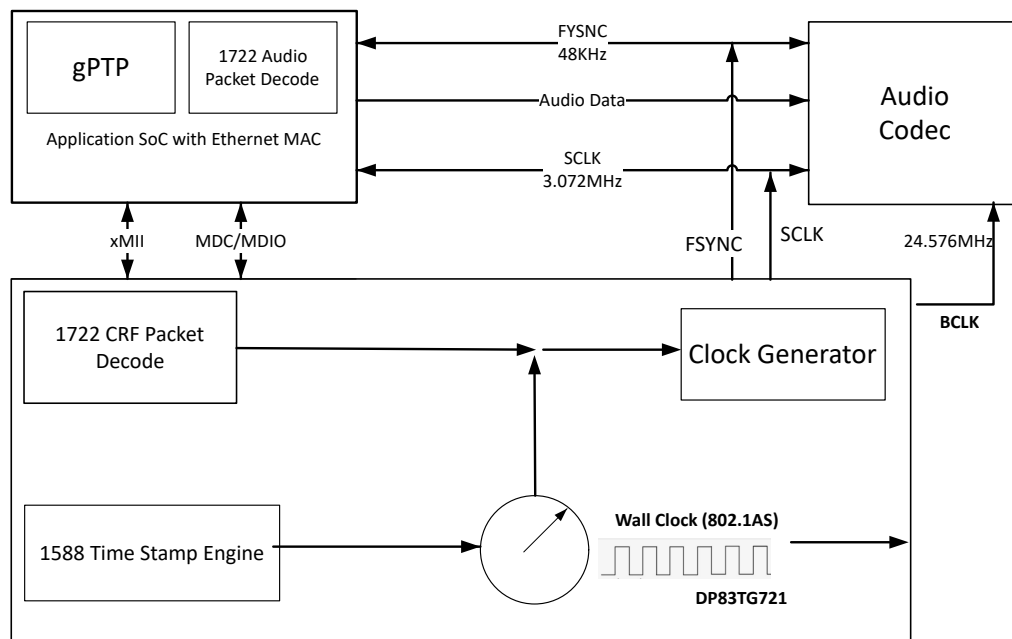 gPTP
1722 Audio
Packet Decode
Application SoC with Ethernet MAC
FYSNC
48KHz
Audio Data
SCLK
3.072MHz
Audio
Codec
xMII
MDC/MDIO
FSYNC
SCLK
24.576MHz
BCLK
1722 CRF Packet
Decode
Clock Generator
1588 Time Stamp Engine
Wall Clock (802.1AS)
DP83TG721